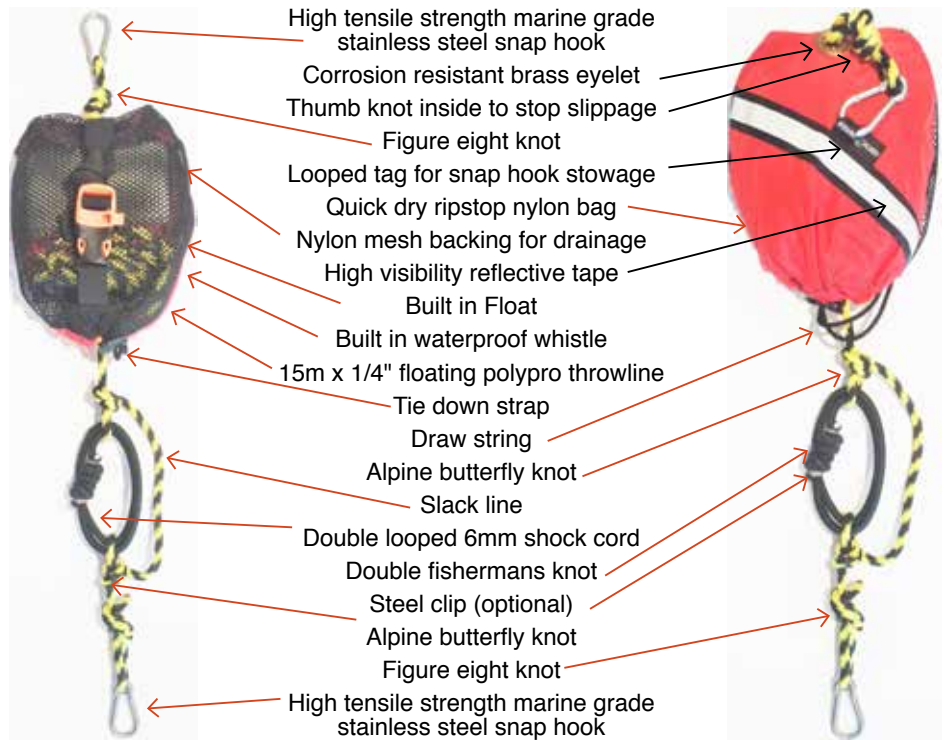 High tensile strength marine grade
stainless steel snap hook
Corrosion resistant brass eyelet
Thumb knot inside to stop slippage
Figure eight knot
Looped tag for snap hook stowage
Quick dry ripstop nylon bag
Nylon mesh backing for drainage
High visibility reflective tape
Built in Float
Built in waterproof whistle
15m x 1/4" floating polypro throwline
Tie down strap
Draw string
Alpine butterfly knot
Slack line
Double looped 6mm shock cord
Double fishermans knot
Steel clip (optional)
Alpine butterfly knot
Figure eight knot
High tensile strength marine grade
stainless steel snap hook